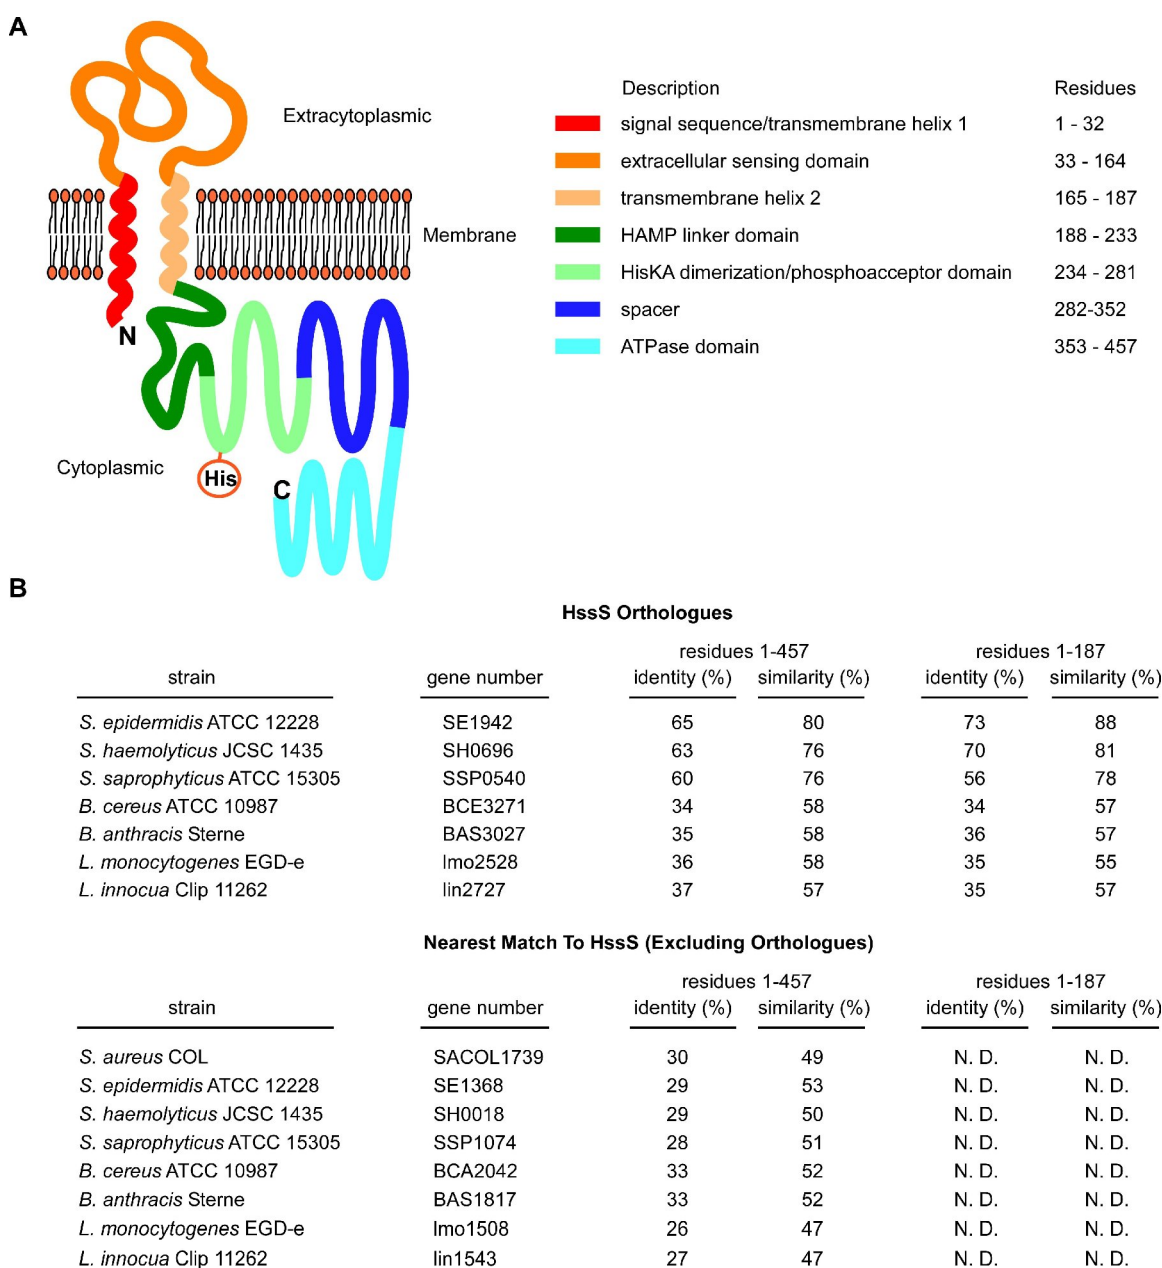 A
Extracytoplasmic
Membrane
N
Cytoplasmic
His
C
Description Residues
signal sequence/transmembrane helix 1 1 - 32
extracellular sensing domain 33 - 164
transmembrane helix 2 165 - 187
HAMP linker domain 188 - 233
HisKA dimerization/phosphoacceptor domain 234 - 281
spacer 282-352
ATPase domain 353 - 457
B
HssS Orthologues
residues 1-457 residues 1-187
strain gene number identity (%) similarity (%) identity (%) similarity (%)
S. epidermidis ATCC 12228 SE1942 65 80 73 88
S. haemolyticus JCSC 1435 SH0696 63 76 70 81
S. saprophyticus ATCC 15305 SSP0540 60 76 56 78
B. cereus ATCC 10987 BCE3271 34 58 34 57
B. anthracis Sterne BAS3027 35 58 36 57
L. monocytogenes EGD-e lmo2528 36 58 35 55
L. innocua Clip 11262 lin2727 37 57 35 57
Nearest Match To HssS (Excluding Orthologues)
residues 1-457 residues 1-187
strain gene number identity (%) similarity (%) identity (%) similarity (%)
S. aureus COL SACOL1739 30 49 N. D. N. D.
S. epidermidis ATCC 12228 SE1368 29 53 N. D. N. D.
S. haemolyticus JCSC 1435 SH0018 29 50 N. D. N. D.
S. saprophyticus ATCC 15305 SSP1074 28 51 N. D. N. D.
B. cereus ATCC 10987 BCA2042 33 52 N. D. N. D.
B. anthracis Sterne BAS1817 33 52 N. D. N. D.
L. monocytogenes EGD-e lmo1508 26 47 N. D. N. D.
L. innocua Clip 11262 lin1543 27 47 N. D. N. D.